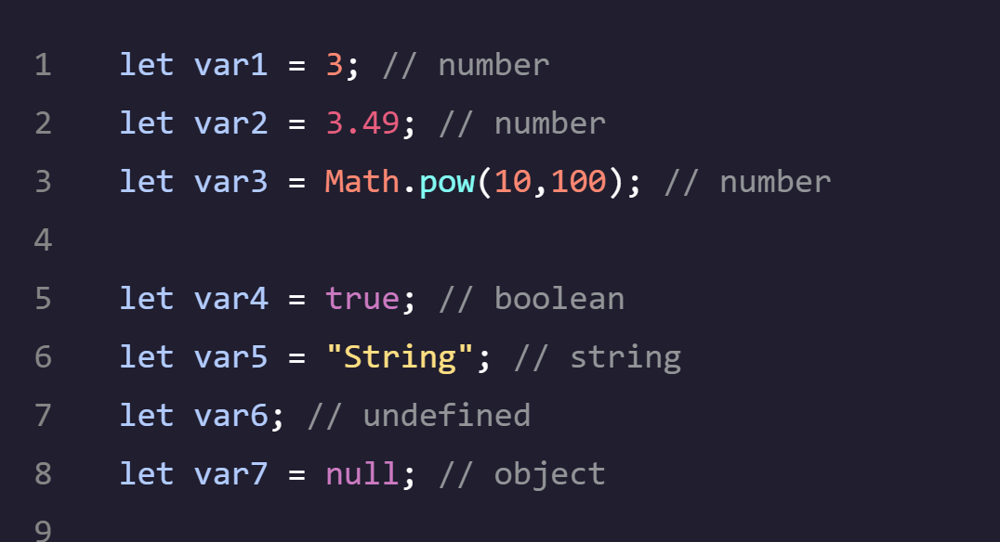 1 let var1 = 3; // number
2 let var2 = 3.49; // number
3 let var3 = Math.pow(10,100); // number
4
5 let var4 = true; // boolean
6 let var5 = "String"; // string
7 let var6; // undefined
8 let var7 = null; // object
9